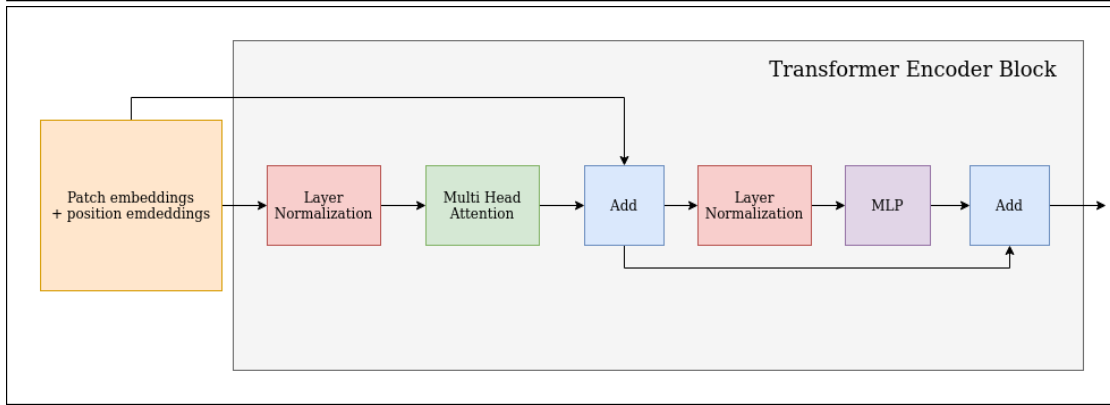 Transformer Encoder Block
Patch embeddings
+ position emdeddings
Layer
Normalization
Multi Head
Attention
Add
Layer
Normalization
MLP
Add